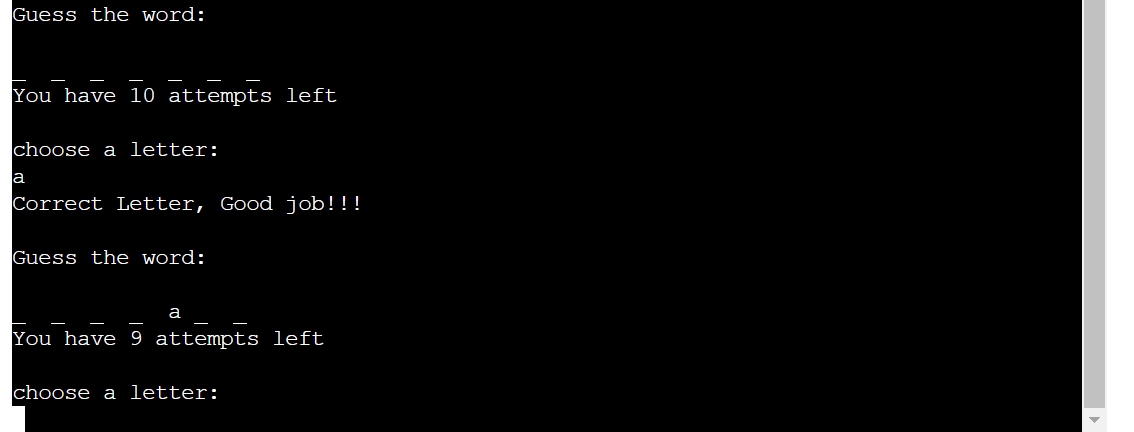 Guess the word:
_  _  _  _  _  _  _
You have 10 attempts left
choose a letter:
a
Correct Letter, Good job!!!
Guess the word:
_  _  _  _  a _  _
You have 9 attempts left
choose a letter: